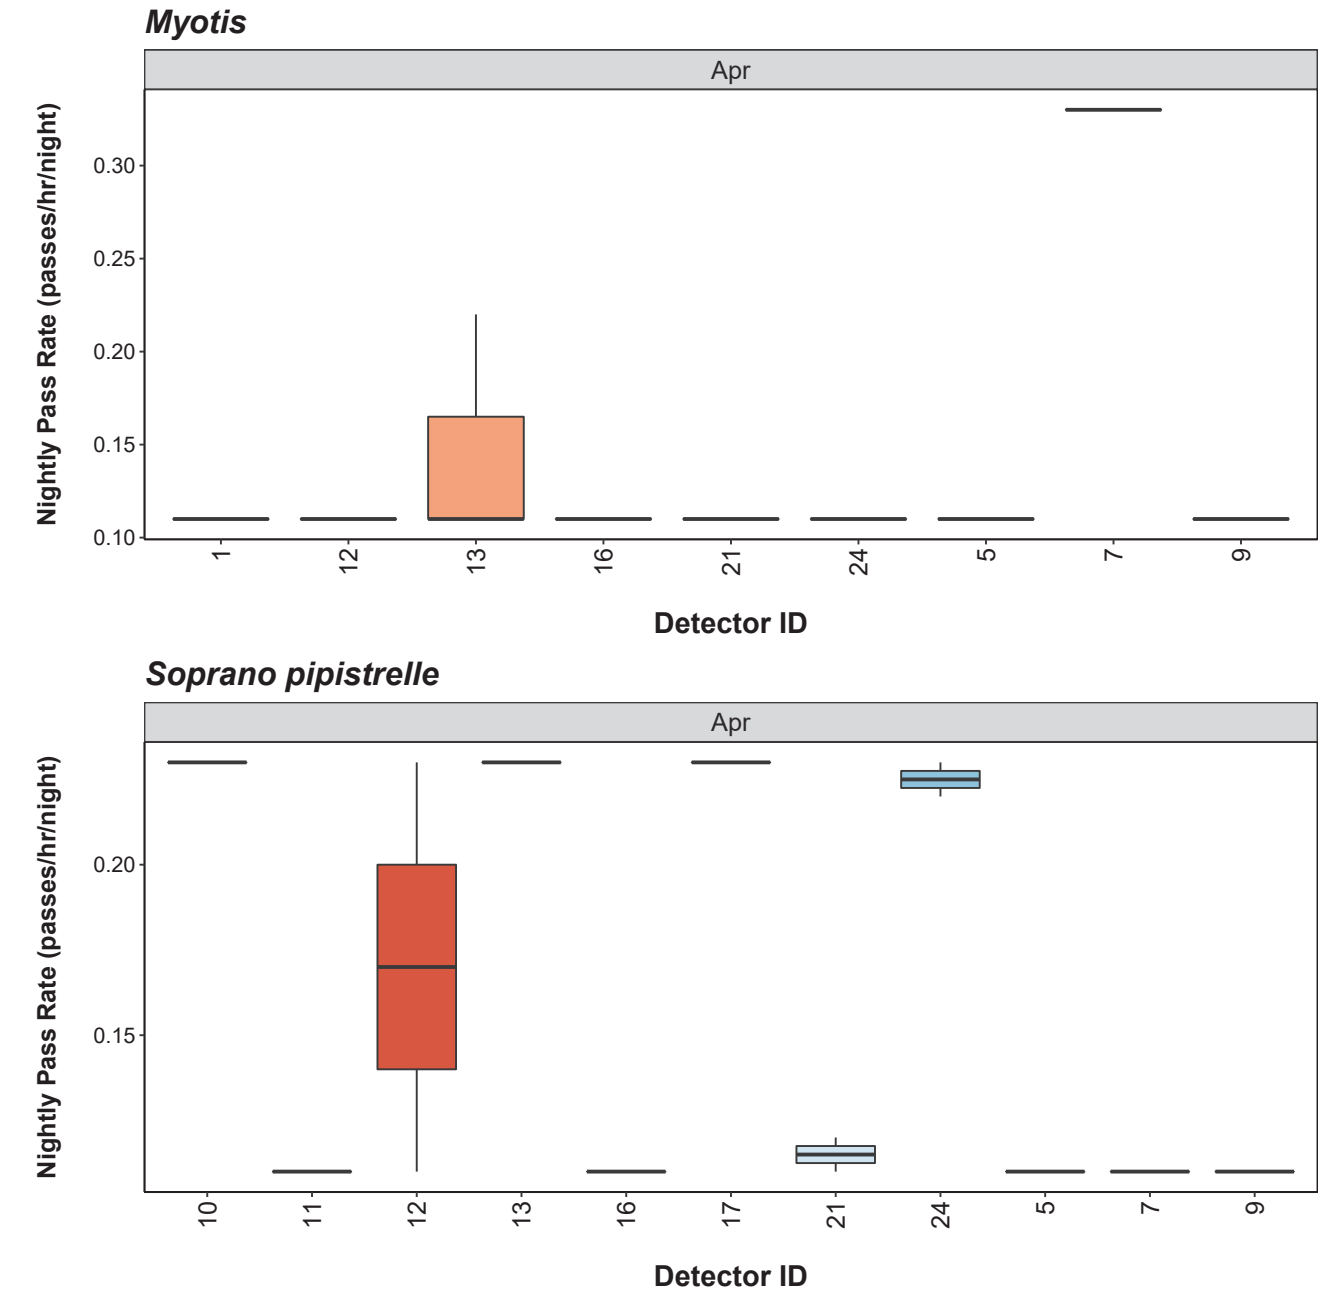 Myotis
Apr
Nightly Pass Rate (passes/hr/night)
0.30
0.25
0.20
0.15
0.10
1 12 13 16 21 24 5 7 9
Detector ID
Soprano pipistrelle
Apr
Nightly Pass Rate (passes/hr/night)
0.20
0.15
10 11 12 13 16 17 21 24 5 7 9
Detector ID